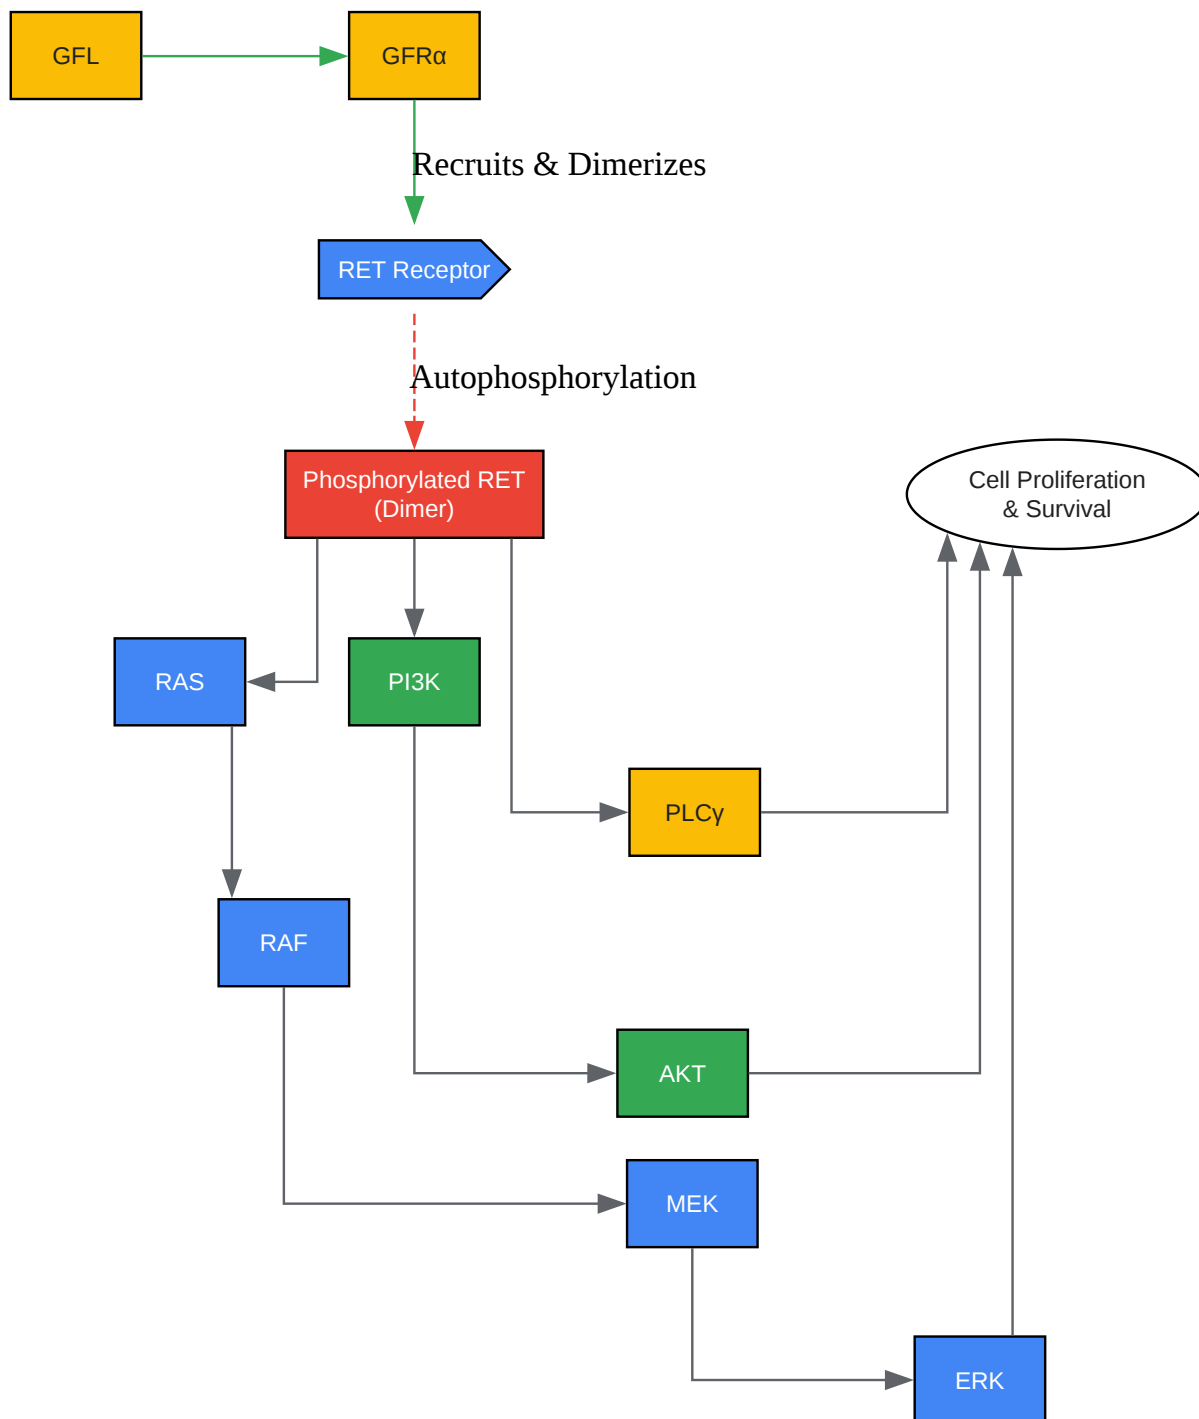 GFL
GFRα
Recruits & Dimerizes
RET Receptor
Autophosphorylation
Phosphorylated RET
(Dimer)
Cell Proliferation
& Survival
RAS
PI3K
PLCγ
RAF
AKT
MEK
ERK